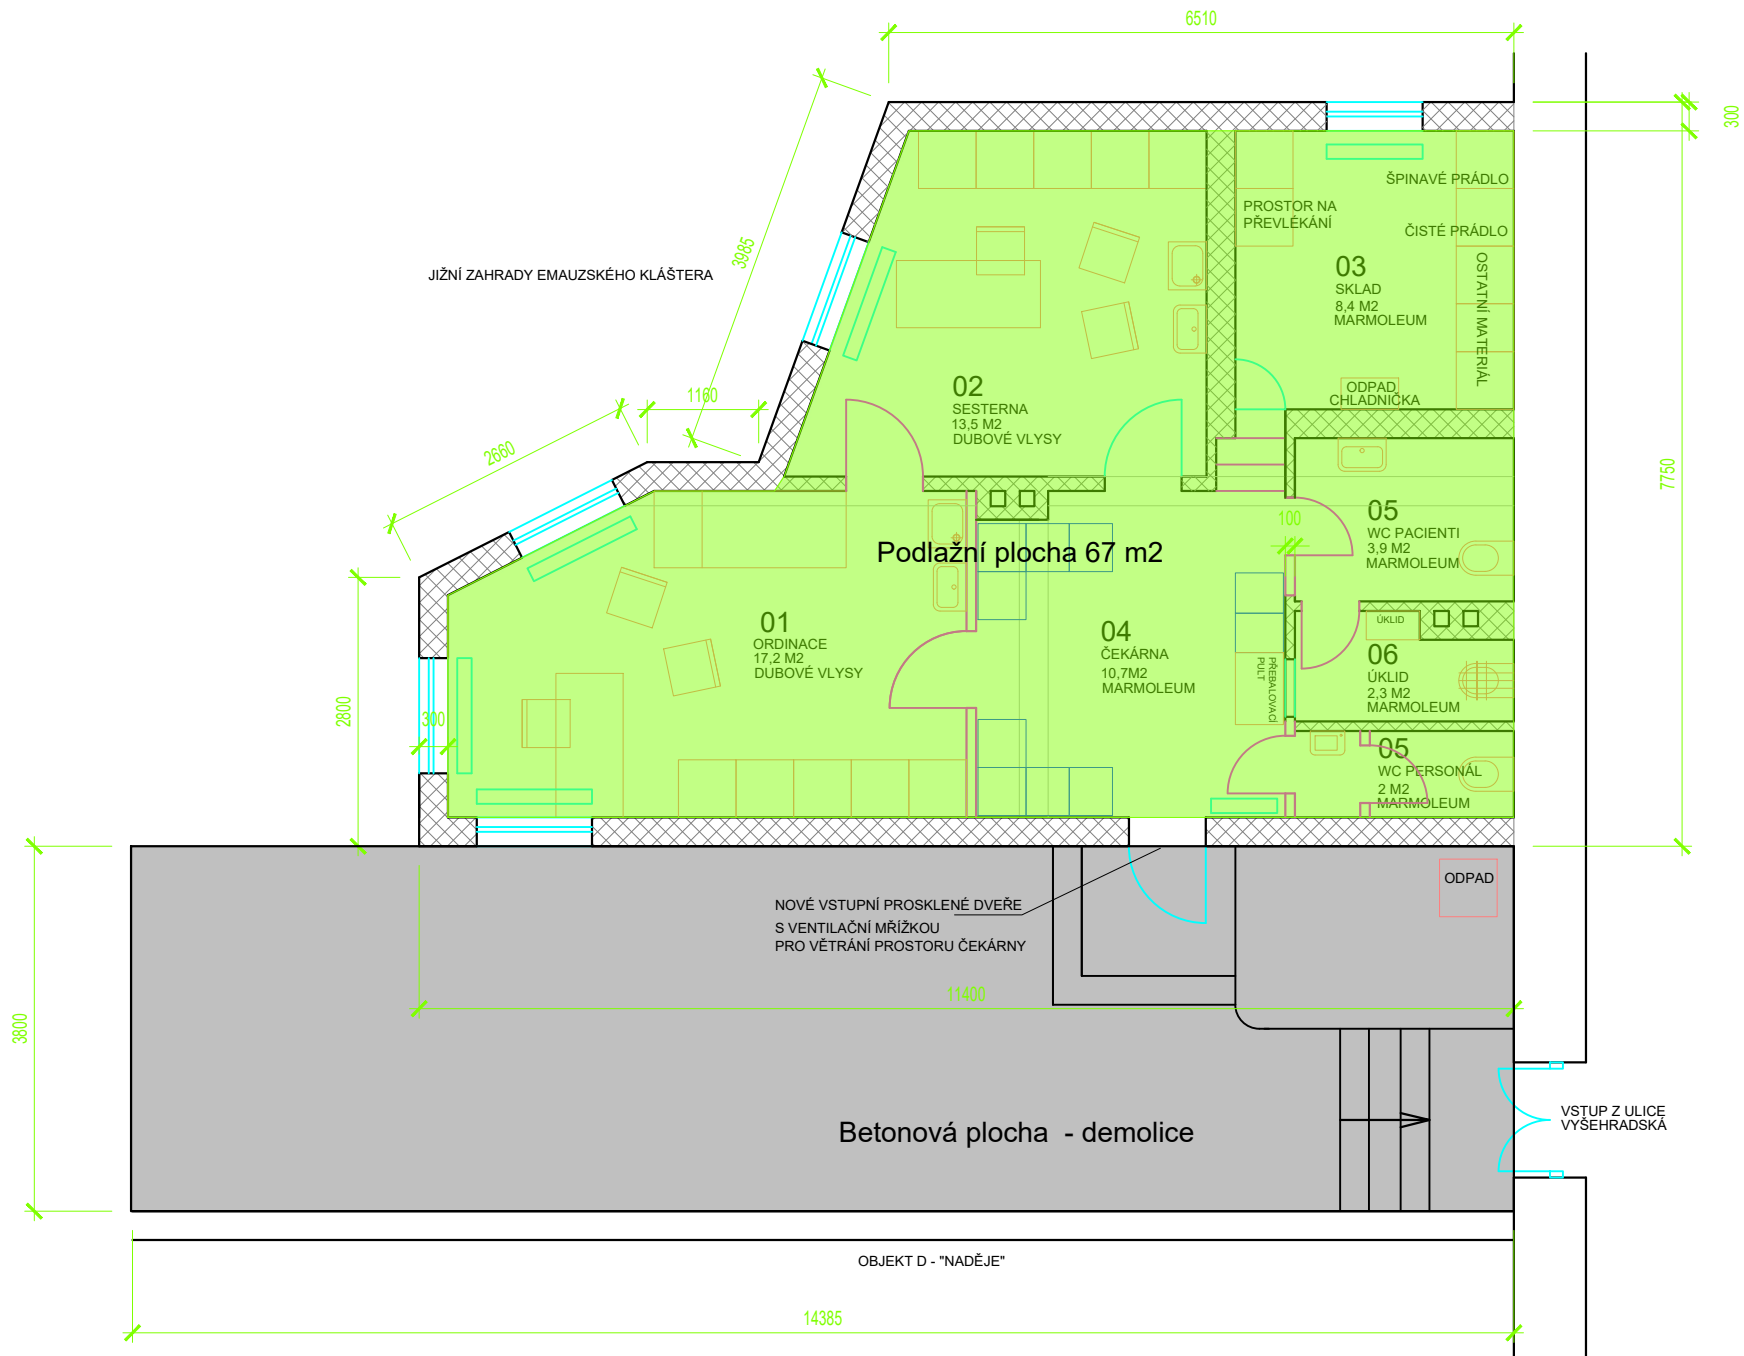 6510
300
ŠPINAVÉ PRÁDLO
PROSTOR NA
PŘEVLÉKÁNÍ
ČISTÉ PRÁDLO
3985
JIŽNÍ ZAHRADY EMAUZSKÉHO KLÁŠTERA
03
SKLAD
8,4 M2
MARMOLEUM
OSTATNÍ MATERIÁL
ODPAD
CHLADNIČKA
1160
02
SESTERNA
13,5 M2
DUBOVÉ VLYSY
2660
7750
100
05
WC PACIENTI
3,9 M2
MARMOLEUM
Podlažní plocha 67 m2
01
ORDINACE
17,2 M2
DUBOVÉ VLYSY
04
ČEKÁRNA
10,7M2
MARMOLEUM
PŘEBALOVACÍ
PULT
ÚKLID
06
ÚKLID
2,3 M2
MARMOLEUM
2800
300
05
WC PERSONÁL
2 M2
MARMOLEUM
ODPAD
NOVÉ VSTUPNÍ PROSKLENÉ DVEŘE
S VENTILAČNÍ MŘÍŽKOU
PRO VĚTRÁNÍ PROSTORU ČEKÁRNY
11400
3800
Betonová plocha - demolice
VSTUP Z ULICE
VYŠEHRADSKÁ
OBJEKT D - "NADĚJE"
14385